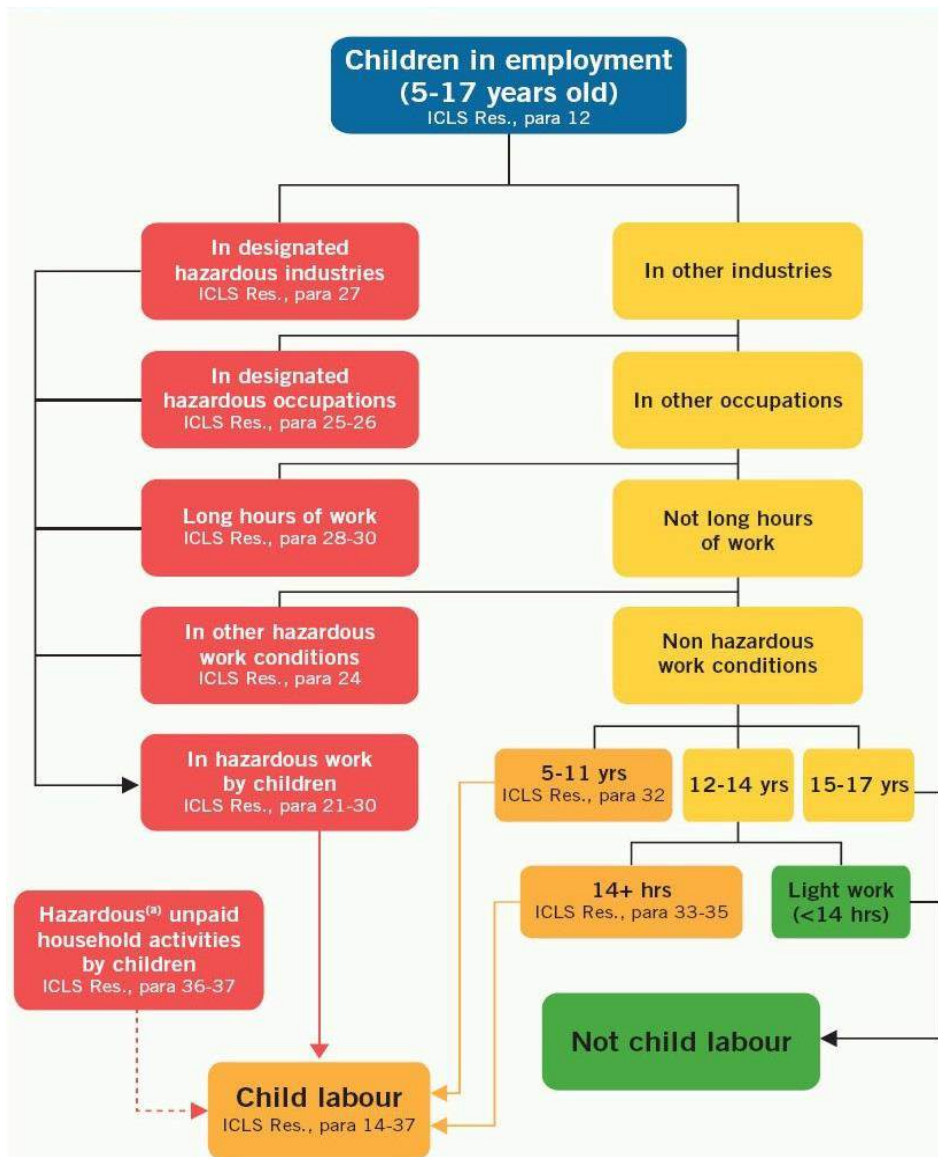 Children in employment
(5-17 years old)
ICLS Res., para 12
In designated
hazardous industries
ICLS Res., para 27
In other industries
In designated
hazardous occupations
ICLS Res., para 25-26
In other occupations
Long hours of work
ICLS Res., para 28-30
Not long hours
of work
In other hazardous
work conditions
ICLS Res., para 24
Non hazardous
work conditions
In hazardous work
by children
ICLS Res., para 21-30
5-11 yrs
ICLS Res., para 32
12-14 yrs
15-17 yrs
14+ hrs
ICLS Res., para 33-35
Light work
(<14 hrs)
Hazardous(a) unpaid
household activities
by children
ICLS Res., para 36-37
Not child labour
Child labour
ICLS Res., para 14-37